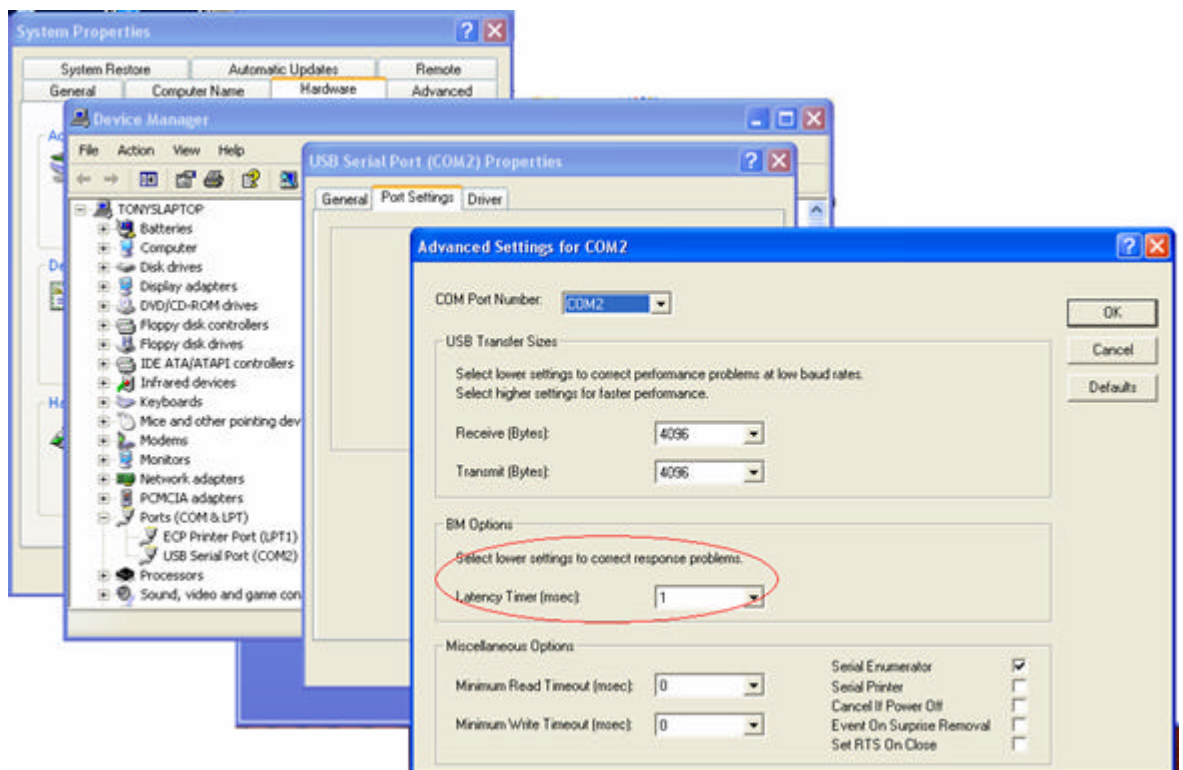 System Properties
System Restore
Automatic Updates
Remote
General
Computer Name
Hardware
Advanced
Device Manager
File Action View Help
TONYSLAPTOP
Batteries
Computer
Disk drives
Display adapters
DVD/CD-ROM drives
Floppy disk controllers
Floppy disk drives
IDE ATA/ATAPI controllers
Infrared devices
Keyboards
Mice and other pointing dev
Modems
Monitors
Network adapters
PCMCIA adapters
Ports (COM & LPT)
ECP Printer Port (LPT1)
USB Serial Port (COM2)
Processors
Sound, video and game con
USB Serial Port (COM2) Properties
General Port Settings Driver
Advanced Settings for COM2
COM Port Number: COM2
OK
Cancel
Defaults
USB Transfer Sizes
Select lower settings to correct performance problems at low baud rates.
Select higher settings for faster performance.
Receive (Bytes): 4096
Transmit (Bytes): 4096
BM Options
Select lower settings to correct response problems.
Latency Timer (msec): 1
Miscellaneous Options
Minimum Read Timeout (msec): 0
Minimum Write Timeout (msec): 0
Serial Enumerator
Serial Printer
Cancel If Power Off
Event On Surprise Removal
Set RTS On Close